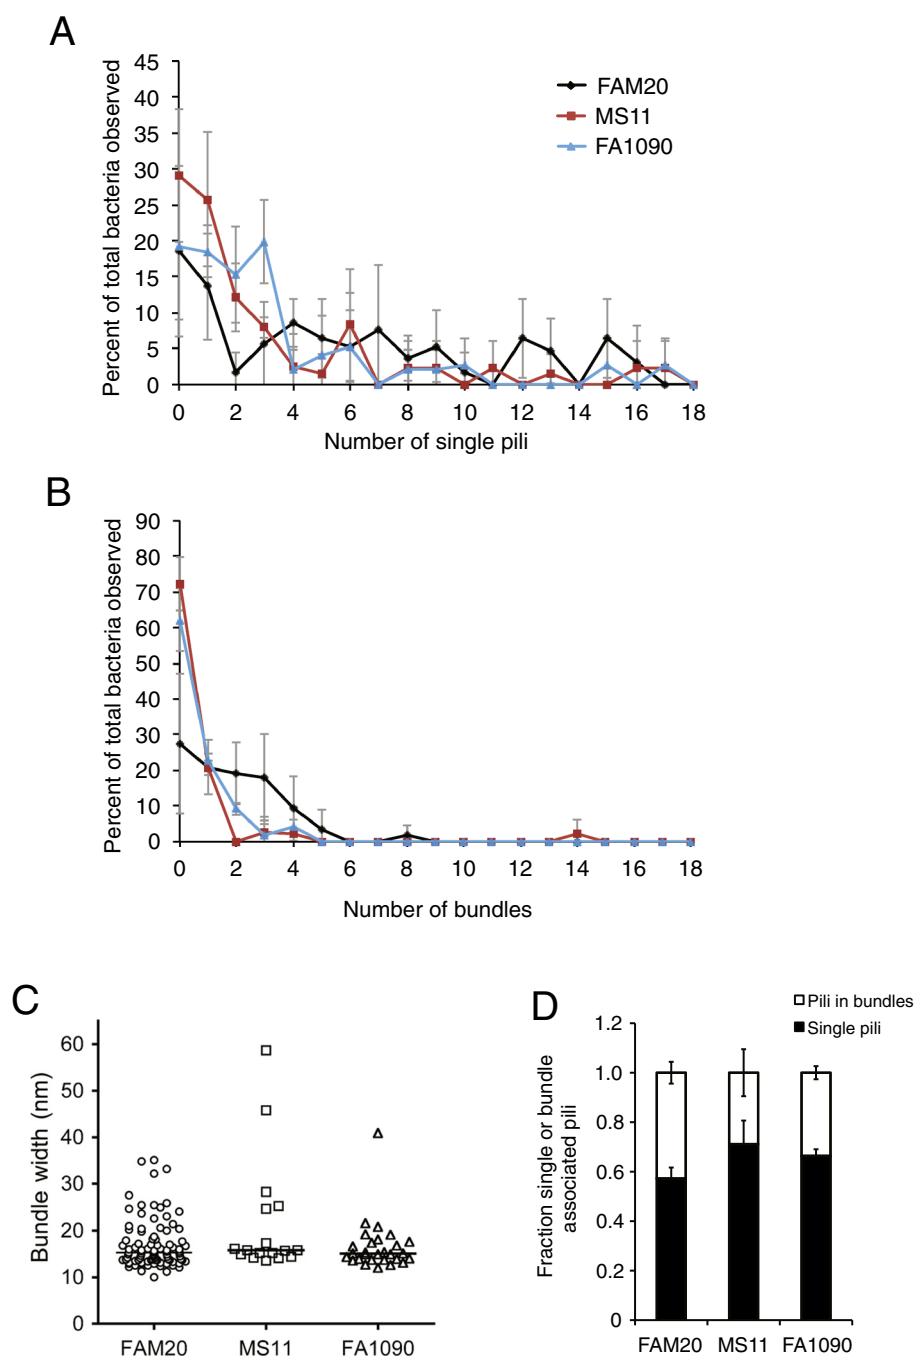 A
Percent of total bacteria observed
45
40
35
30
25
20
15
10
5
0
FAM20
MS11
FA1090
0 2 4 6 8 10 12 14 16 18
Number of single pili
B
Percent of total bacteria observed
90
80
70
60
50
40
30
20
10
0
0 2 4 6 8 10 12 14 16 18
Number of bundles
C
Bundle width (nm)
60
50
40
30
20
10
0
FAM20 MS11 FA1090
D
Pili in bundles
Single pili
Fraction single or bundle
associated pili
1.2
1.0
0.8
0.6
0.4
0.2
0
FAM20 MS11 FA1090